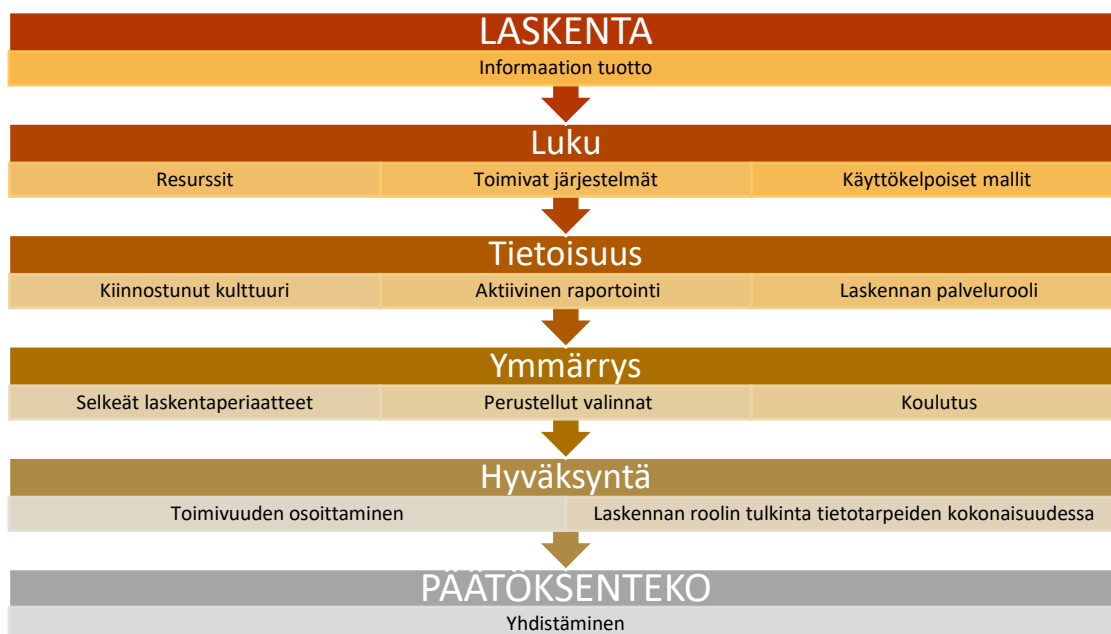 LASKENTA
Informaation tuotto
Luku
Resurssit Toimivat järjestelmät Käyttökelpoiset mallit
Tietoisuus
Kiinnostunut kulttuuri Aktiivinen raportointi Laskennan palvelurooli
Ymmärrys
Selkeät laskentaperiaatteet Perustellut valinnat Koulutus
Hyväksyntä
Toimivuuden osoittaminen Laskennan roolin tulkinta tietotarpeiden kokonaisuudessa
PÄÄTÖKSENTEKO
Yhdistäminen